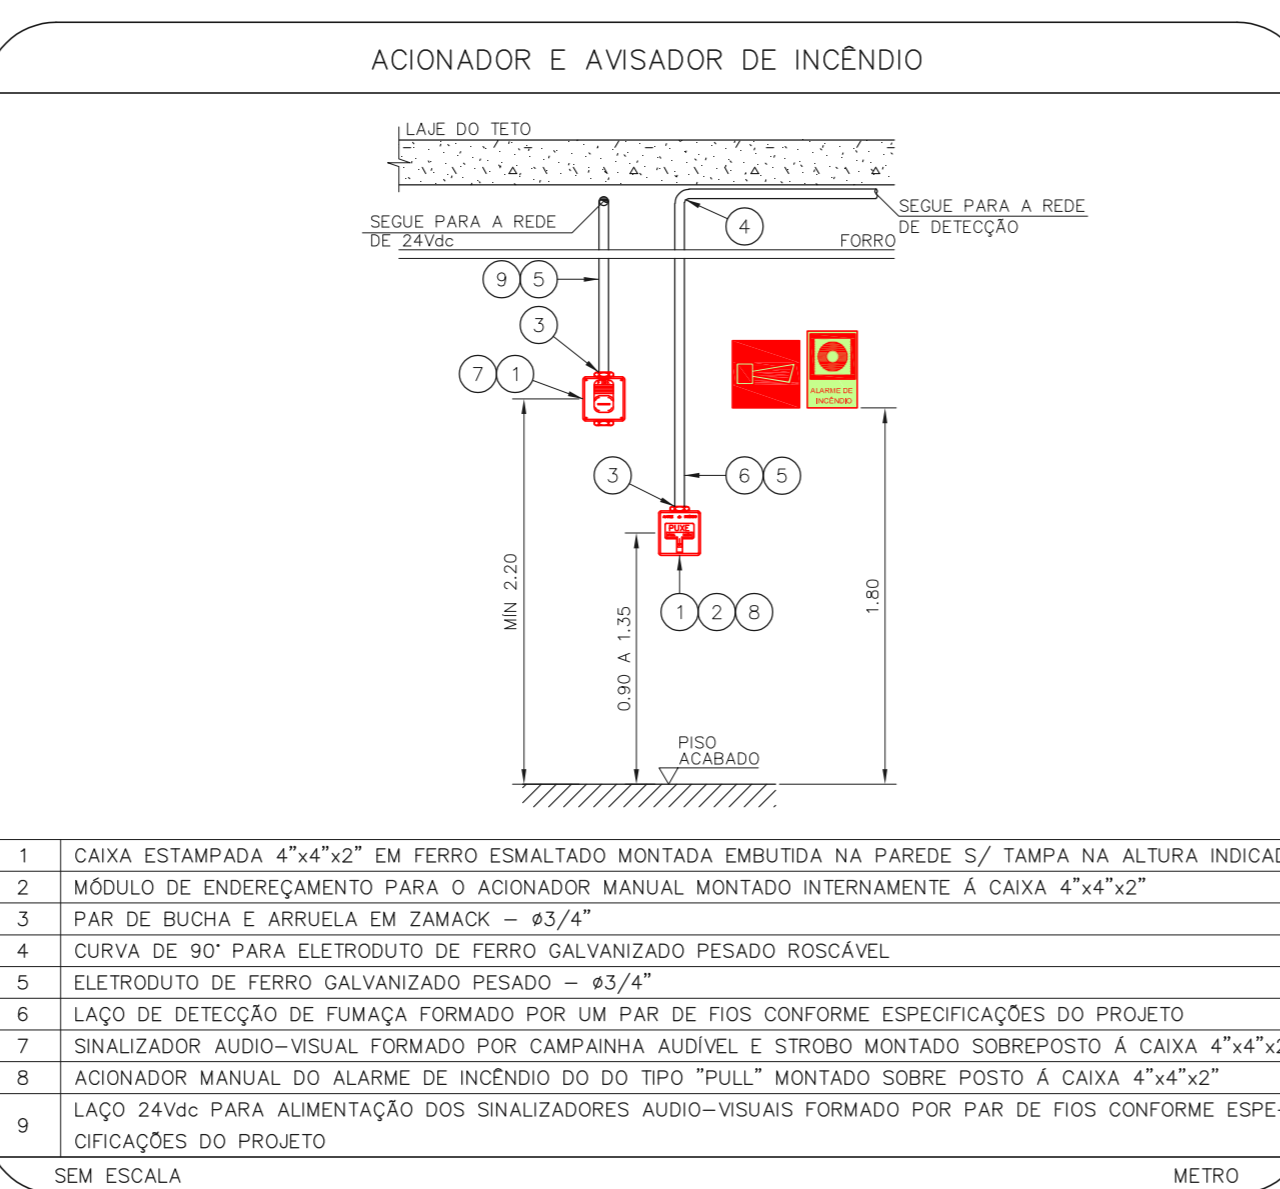 ACIONADOR E AVISADOR DE INCÊNDIO
LAJE DO TETO
SEGUE PARA A REDE
DE 24Vdc
SEGUE PARA A REDE
DE DETECÇÃO
4
FORRO
9 5
3
7 1
ALARME DE
INCÊNDIO
3
6 5
PUXE
1 2 8
MÍN 2.20
0.90 A 1.35
1.80
PISO
ACABADO
1 CAIXA ESTAMPADA 4"x4"x2" EM FERRO ESMALTADO MONTADA EMBUTIDA NA PAREDE S/ TAMPA NA ALTURA INDICAD
2 MÓDULO DE ENDEREÇAMENTO PARA O ACIONADOR MANUAL MONTADO INTERNAMENTE Á CAIXA 4"x4"x2"
3 PAR DE BUCHA E ARRUELA EM ZAMACK – ø3/4"
4 CURVA DE 90° PARA ELETRODUTO DE FERRO GALVANIZADO PESADO ROSCÁVEL
5 ELETRODUTO DE FERRO GALVANIZADO PESADO – ø3/4"
6 LAÇO DE DETECÇÃO DE FUMAÇA FORMADO POR UM PAR DE FIOS CONFORME ESPECIFICAÇÕES DO PROJETO
7 SINALIZADOR AUDIO–VISUAL FORMADO POR CAMPAINHA AUDÍVEL E STROBO MONTADO SOBREPOSTO Á CAIXA 4"x4"x2
8 ACIONADOR MANUAL DO ALARME DE INCÊNDIO DO DO TIPO "PULL" MONTADO SOBRE POSTO Á CAIXA 4"x4"x2"
9 LAÇO 24Vdc PARA ALIMENTAÇÃO DOS SINALIZADORES AUDIO–VISUAIS FORMADO POR PAR DE FIOS CONFORME ESPE–
CIFICAÇÕES DO PROJETO
SEM ESCALA
METRO